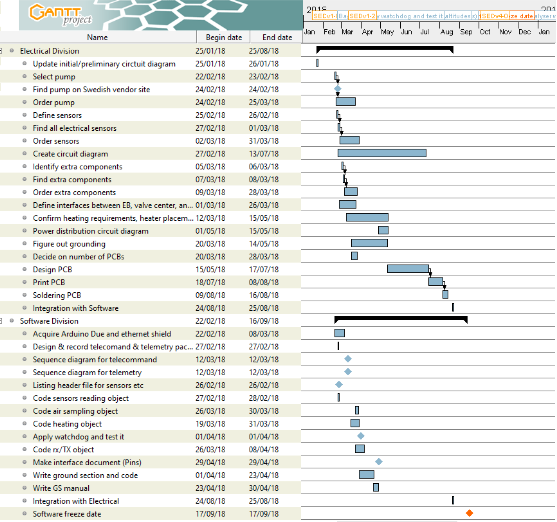 GANTT
project
Name Begin date End date
2018
Jan Feb Mar Apr May Jun Jul Aug Sep Oct Nov Dec Jan
Electrical Division 25/01/18 25/08/18
Update initial/preliminary circtuit diagram 25/01/18 26/01/18
Select pump 22/02/18 23/02/18
Find pump on Swedish vendor site 24/02/18 24/02/18
Order pump 24/02/18 25/03/18
Define sensors 25/02/18 26/02/18
Find all electrical sensors 27/02/18 01/03/18
Order sensors 02/03/18 31/03/18
Create circuit diagram 27/02/18 13/07/18
Identify extra components 05/03/18 06/03/18
Find extra components 07/03/18 08/03/18
Order extra components 09/03/18 28/03/18
Define interfaces between EB, valve center, an... 01/03/18 26/03/18
Confirm heating requirements, heater placem... 12/03/18 15/05/18
Power distribution circuit diagram 01/05/18 15/05/18
Figure out grounding 20/03/18 14/05/18
Decide on number of PCBs 20/03/18 28/03/18
Design PCB 15/05/18 17/07/18
Print PCB 18/07/18 08/08/18
Soldering PCB 09/08/18 16/08/18
Integration with Software 24/08/18 25/08/18
Software Division 22/02/18 16/09/18
Acquire Arduino Due and ethernet shield 22/02/18 08/03/18
Design & record telecomand & telemetry pac... 27/02/18 27/02/18
Sequence diagram for telecommand 12/03/18 12/03/18
Sequence diagram for telemetry 12/03/18 12/03/18
Listing header file for sensors etc 26/02/18 26/02/18
Code sensors reading object 27/02/18 28/02/18
Code air sampling object 26/03/18 30/03/18
Code heating object 19/03/18 31/03/18
Apply watchdog and test it 01/04/18 01/04/18
Code rx/TX object 26/03/18 08/04/18
Make interface document (Pins) 29/04/18 29/04/18
Write ground section and code 01/04/18 23/04/18
Write GS manual 23/04/18 30/04/18
Integration with Electrical 24/08/18 25/08/18
Software freeze date 17/09/18 17/09/18